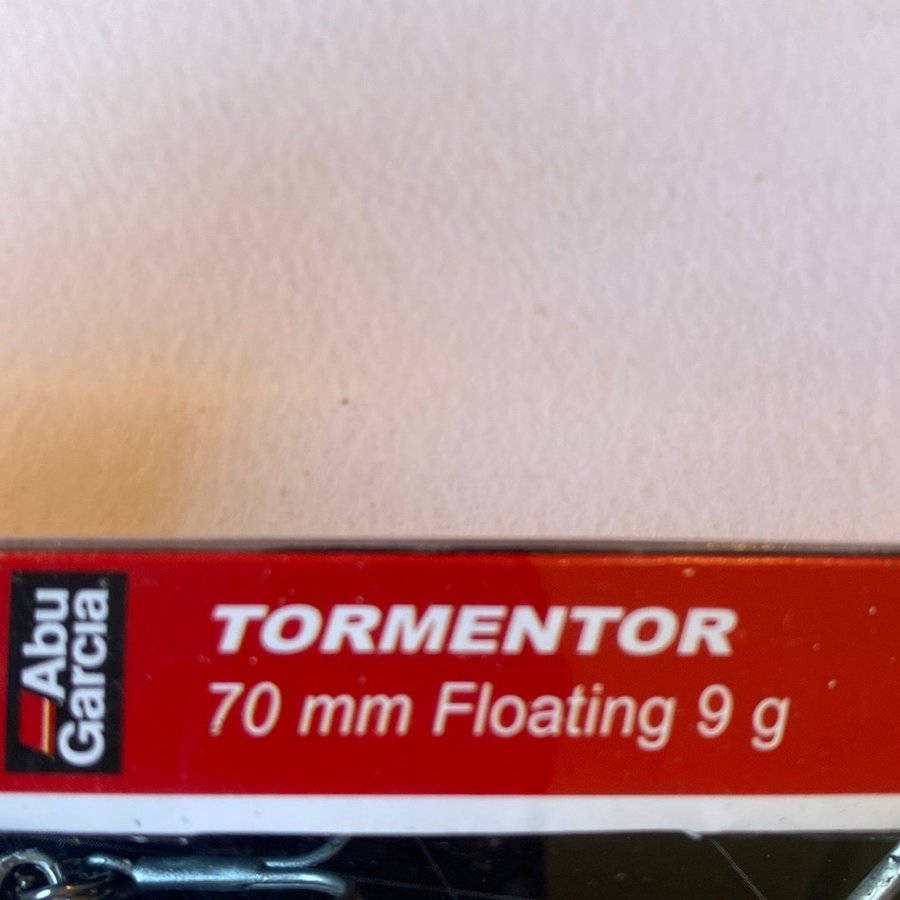 Abu
Garcia
TORMENTOR
70 mm Floating 9 g